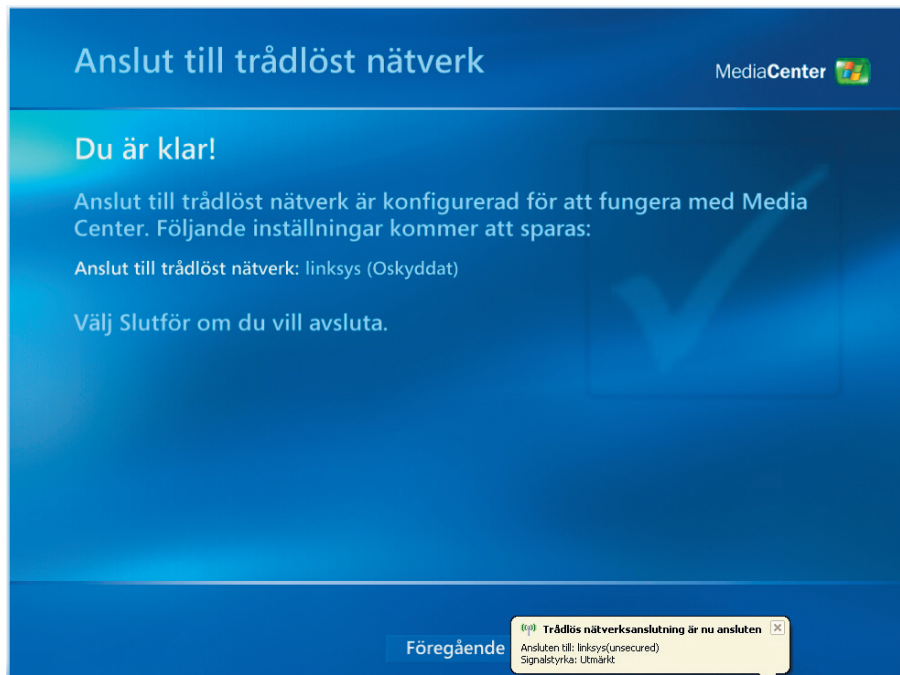 Anslut till trådlöst nätverk
MediaCenter
Du är klar!
Anslut till trådlöst nätverk är konfigurerad för att fungera med Media
Center. Följande inställningar kommer att sparas:
Anslut till trådlöst nätverk: linksys (Oskyddat)
Välj Slutför om du vill avsluta.
Föregående
Trådlös nätverksanslutning är nu ansluten
Ansluten till: linksys(unsecured)
Signalstyrka: Utmärkt